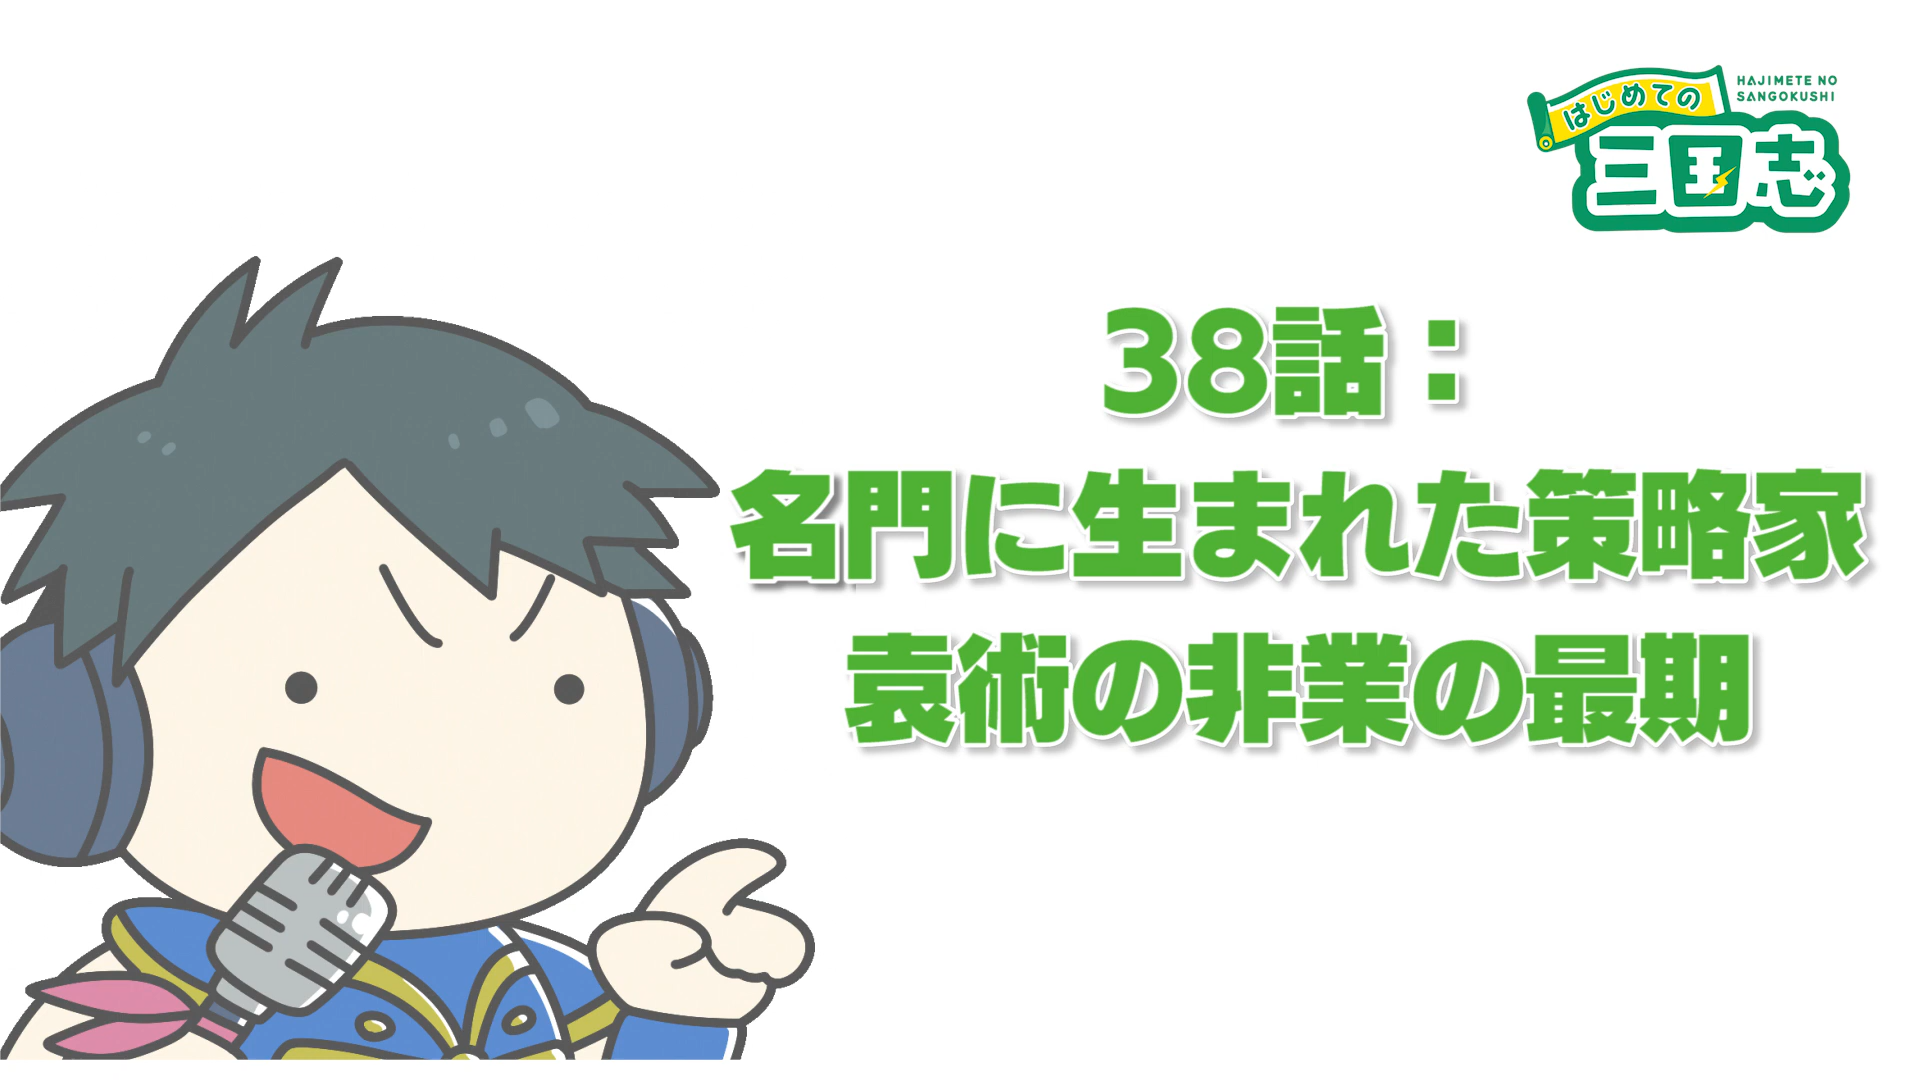 はじめての
HAJIMETE NO
SANGOKUSHI
三国志
38話：
名門に生まれた策略家
袁術の非業の最期